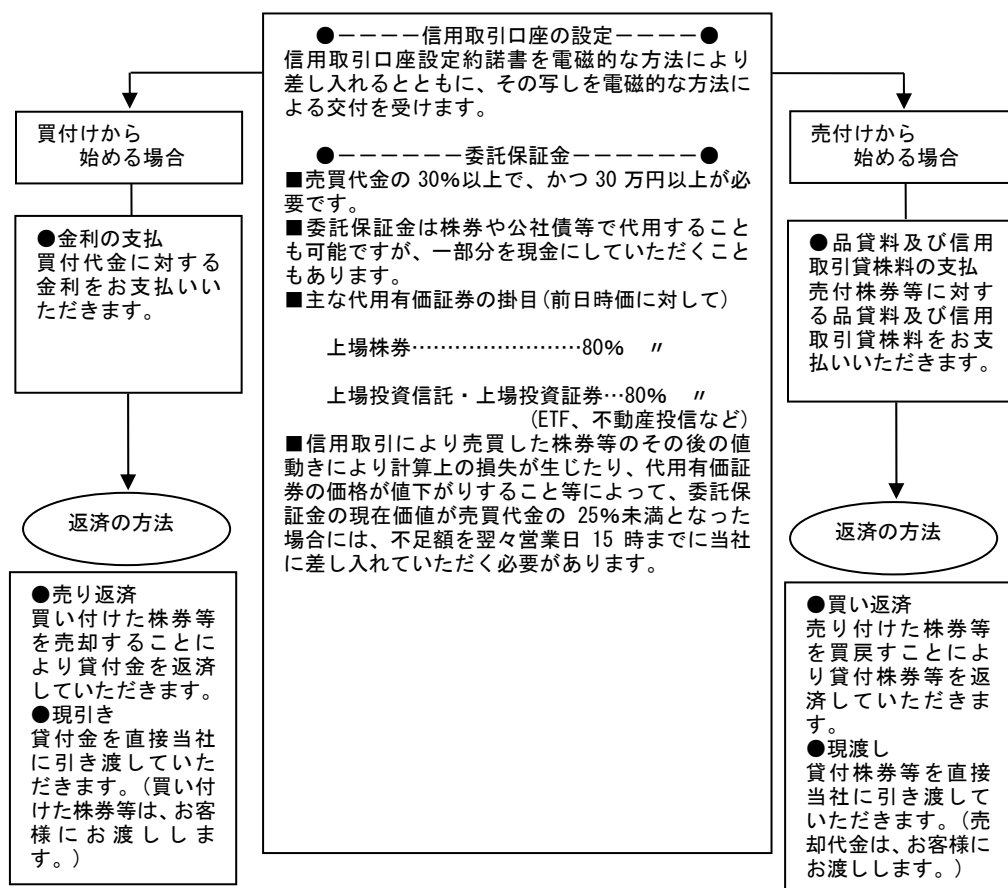 ●ーーーー信用取引口座の設定ーーーー●
信用取引口座設定約諾書を電磁的な方法により
差し入れるとともに、その写しを電磁的な方法に
よる交付を受けます。
●ーーーーーー委託保証金ーーーーーー●
■売買代金の 30%以上で、かつ 30 万円以上が必
要です。
■委託保証金は株券や公社債等で代用すること
も可能ですが、一部分を現金にしていただくこと
もあります。
■主な代用有価証券の掛目(前日時価に対して)
上場株券……………………80% 〃
上場投資信託・上場投資証券…80% 〃
(ETF、不動産投信など)
■信用取引により売買した株券等のその後の値
動きにより計算上の損失が生じたり、代用有価証
券の価格が値下がりすること等によって、委託保
証金の現在価値が売買代金の 25%未満となった
場合には、不足額を翌々営業日 15 時までに当社
に差し入れていただく必要があります。
買付けから
始める場合
●金利の支払
買付代金に対する
金利をお支払いい
ただきます。
返済の方法
●売り返済
買い付けた株券等
を売却することに
より貸付金を返済
していただきます。
●現引き
貸付金を直接当社
に引き渡していた
だきます。(買い付
けた株券等は、お客
様にお渡ししま
す。)
売付けから
始める場合
●品貸料及び信用
取引貸株料の支払
売付株券等に対す
る品貸料及び信用
取引貸株料をお支
払いいただきます。
返済の方法
●買い返済
売り付けた株券等
を買戻すことによ
り貸付株券等を返
済していただきま
す。
●現渡し
貸付株券等を直接
当社に引き渡して
いただきます。(売
却代金は、お客様に
お渡しします。)